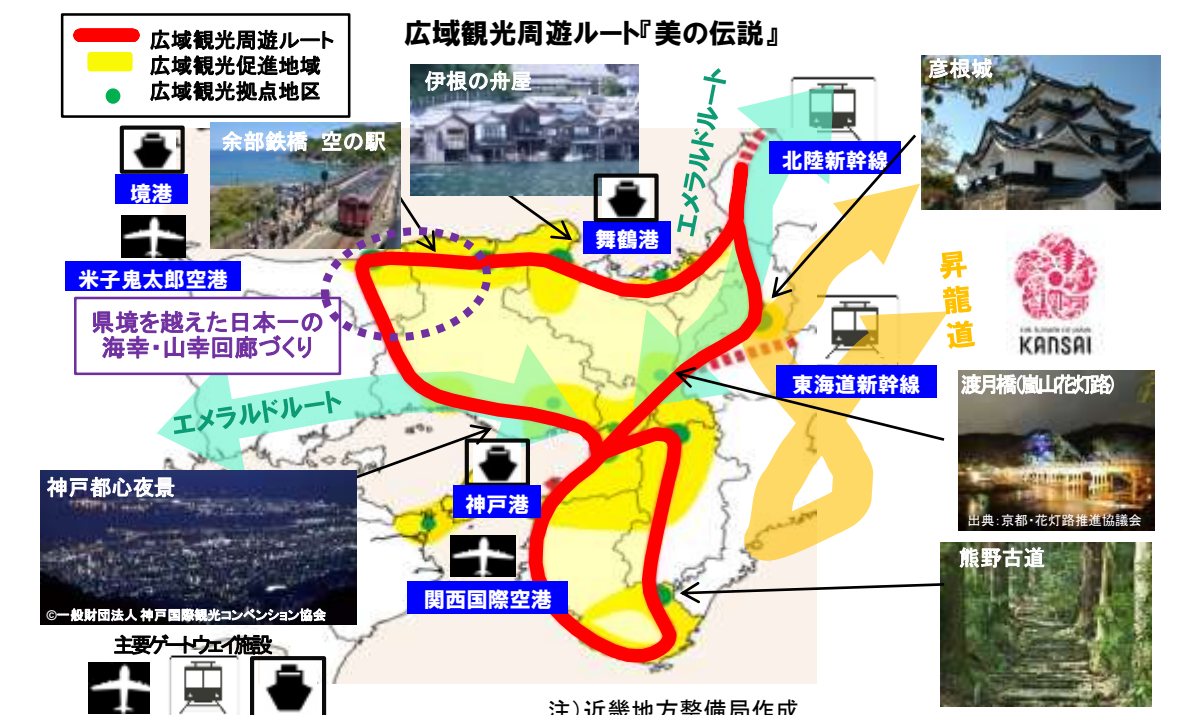 広域観光周遊ルート『美の伝説』
広域観光周遊ルート
広域観光促進地域
広域観光拠点地区
伊根の舟屋
彦根城
余部鉄橋 空の駅
エメラルドルート
北陸新幹線
境港
舞鶴港
米子鬼太郎空港
昇龍道
県境を越えた日本一の
海幸・山幸回廊づくり
KANSAI
東海道新幹線
渡月橋(嵐山花灯路)
エメラルドルート
神戸都心夜景
神戸港
出典:京都・花灯路推進協議会
熊野古道
関西国際空港
©一般財団法人 神戸国際観光コンベンション協会
主要ゲートウェイ施設
注)近畿地方整備局作成